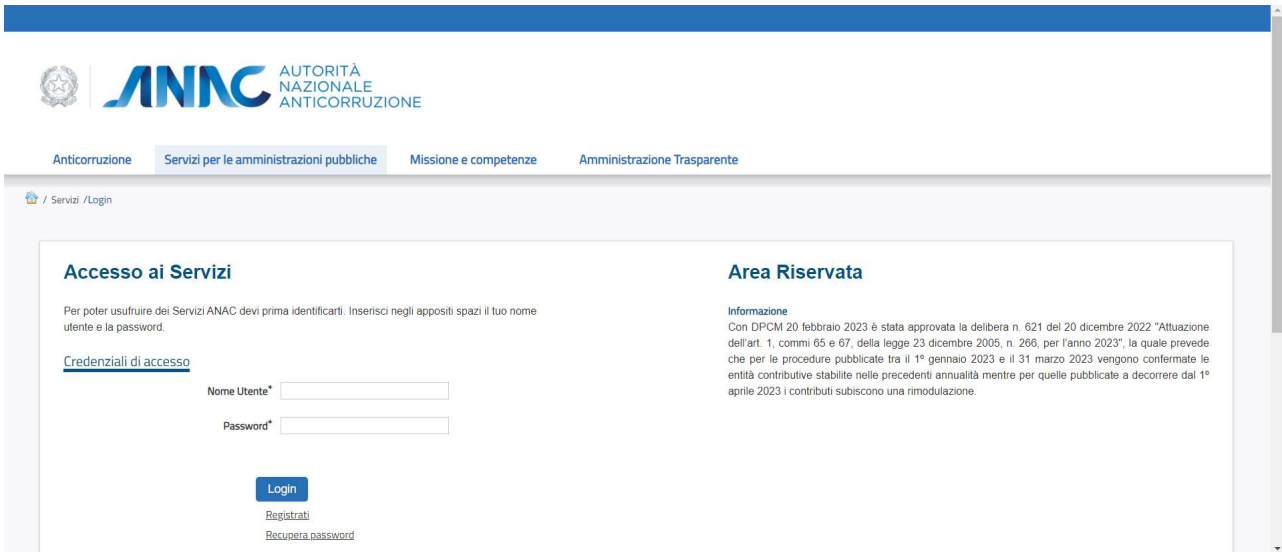 ANAC AUTORITÀ
NAZIONALE
ANTICORRUZIONE
Anticorruzione Servizi per le amministrazioni pubbliche Missione e competenze Amministrazione Trasparente
/ Servizi /Login
Accesso ai Servizi
Per poter usufruire dei Servizi ANAC devi prima identificarti. Inserisci negli appositi spazi il tuo nome
utente e la password.
Credenziali di accesso
Nome Utente*
Password*
Login
Registrati
Recupera password
Area Riservata
Informazione
Con DPCM 20 febbraio 2023 è stata approvata la delibera n. 621 del 20 dicembre 2022 "Attuazione
dell'art. 1, commi 65 e 67, della legge 23 dicembre 2005, n. 266, per l'anno 2023", la quale prevede
che per le procedure pubblicate tra il 1º gennaio 2023 e il 31 marzo 2023 vengono confermate le
entità contributive stabilite nelle precedenti annualità mentre per quelle pubblicate a decorrere dal 1º
aprile 2023 i contributi subiscono una rimodulazione.